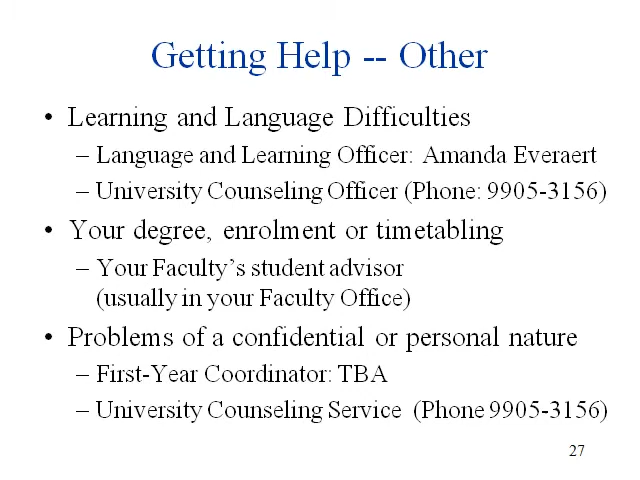 Getting Help -- Other
• Learning and Language Difficulties
– Language and Learning Officer: Amanda Everaert
– University Counseling Officer (Phone: 9905-3156)
• Your degree, enrolment or timetabling
– Your Faculty's student advisor
(usually in your Faculty Office)
• Problems of a confidential or personal nature
– First-Year Coordinator: TBA
– University Counseling Service (Phone 9905-3156)
27